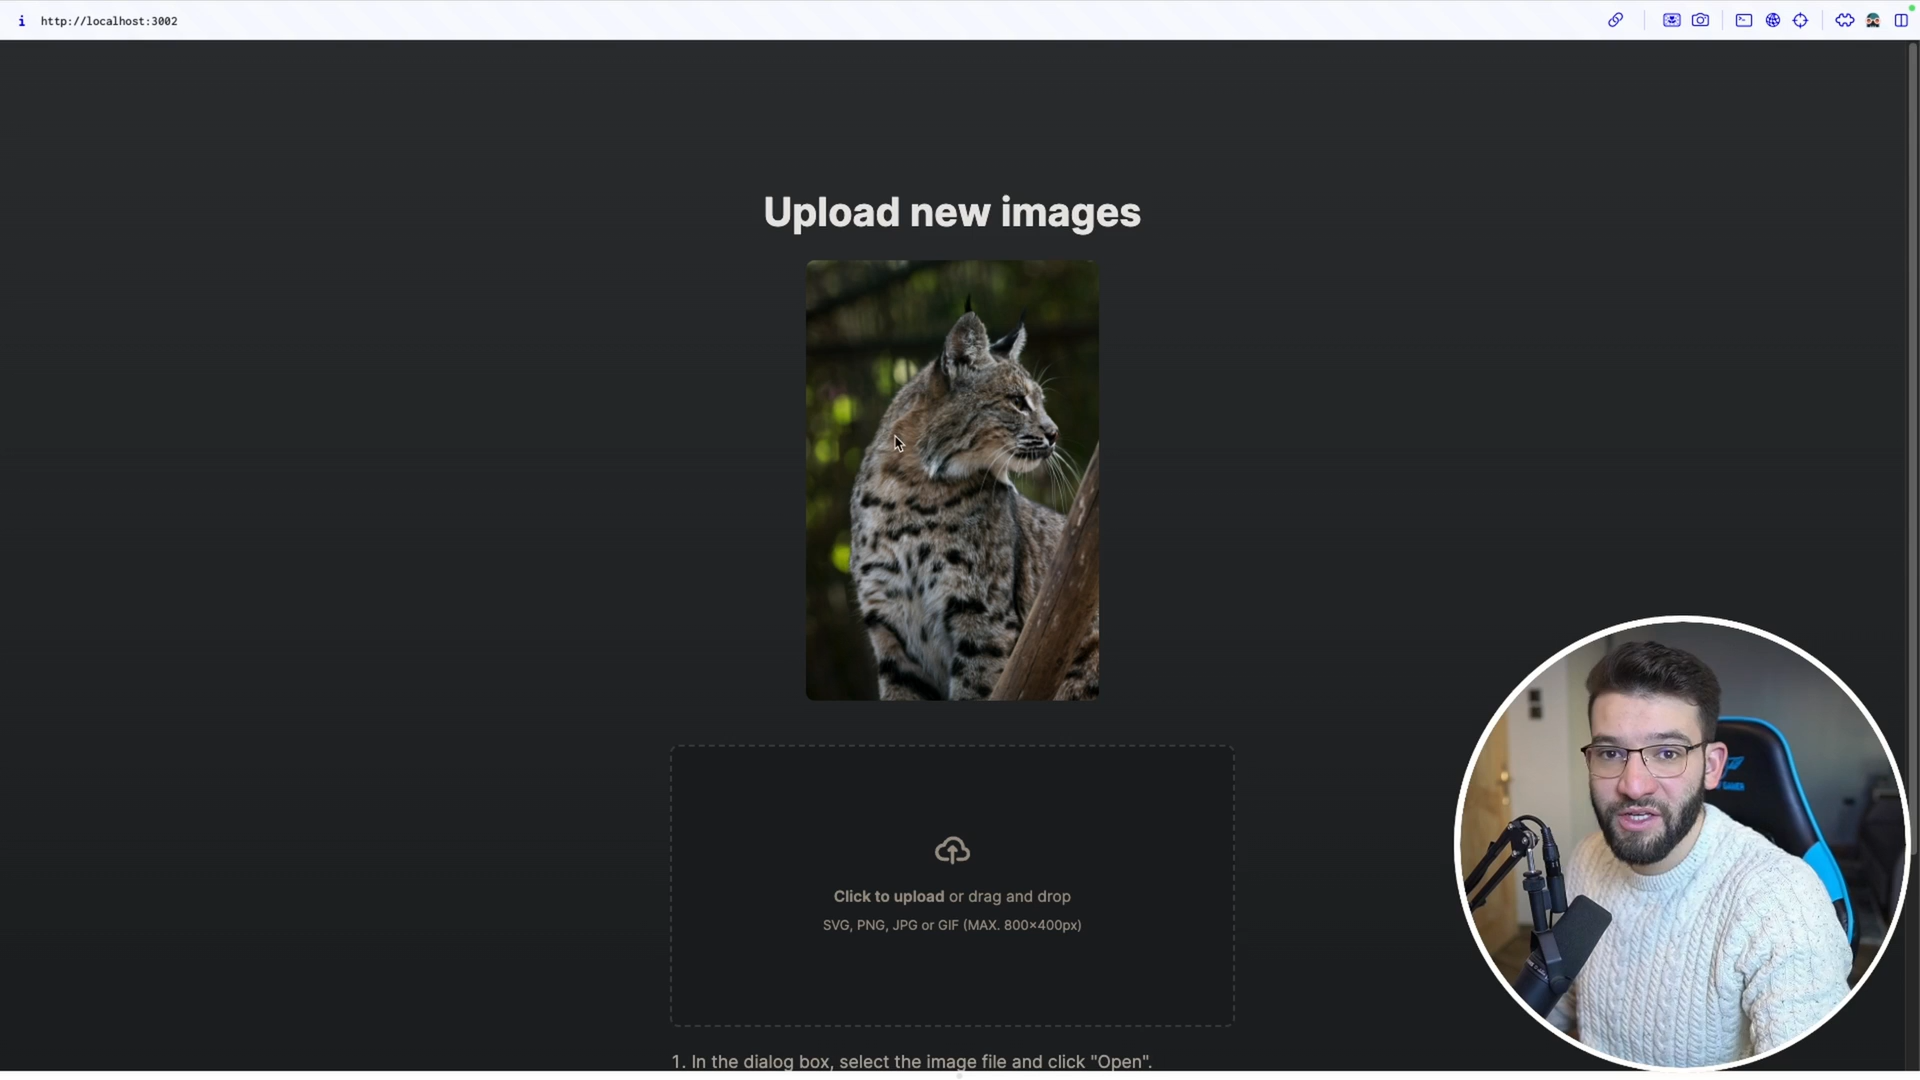 http://localhost:3002
Upload new images
Click to upload or drag and drop
SVG, PNG, JPG or GIF (MAX. 800×400px)
1. In the dialog box, select the image file and click "Open".